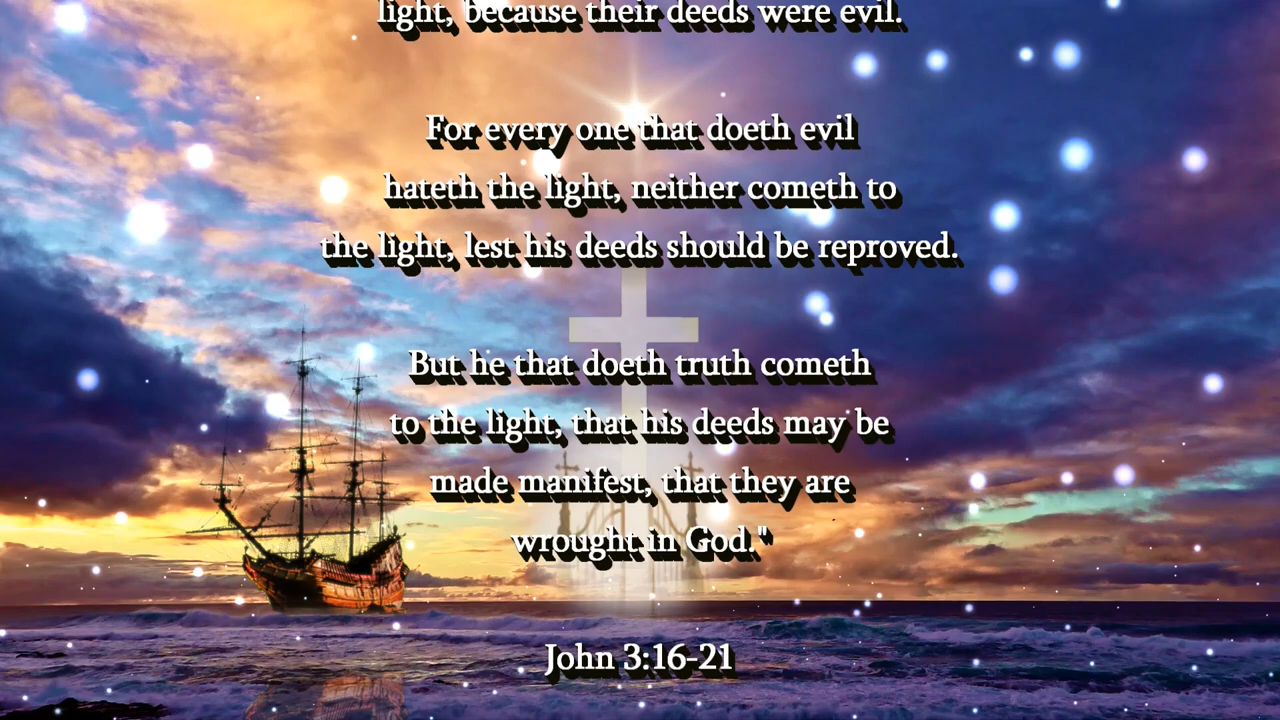 light, because their deeds were evil.
For every one that doeth evil
hateth the light, neither cometh to
the light, lest his deeds should be reproved.
But he that doeth truth cometh
to the light, that his deeds may be
made manifest, that they are
wrought in God."
John 3:16-21